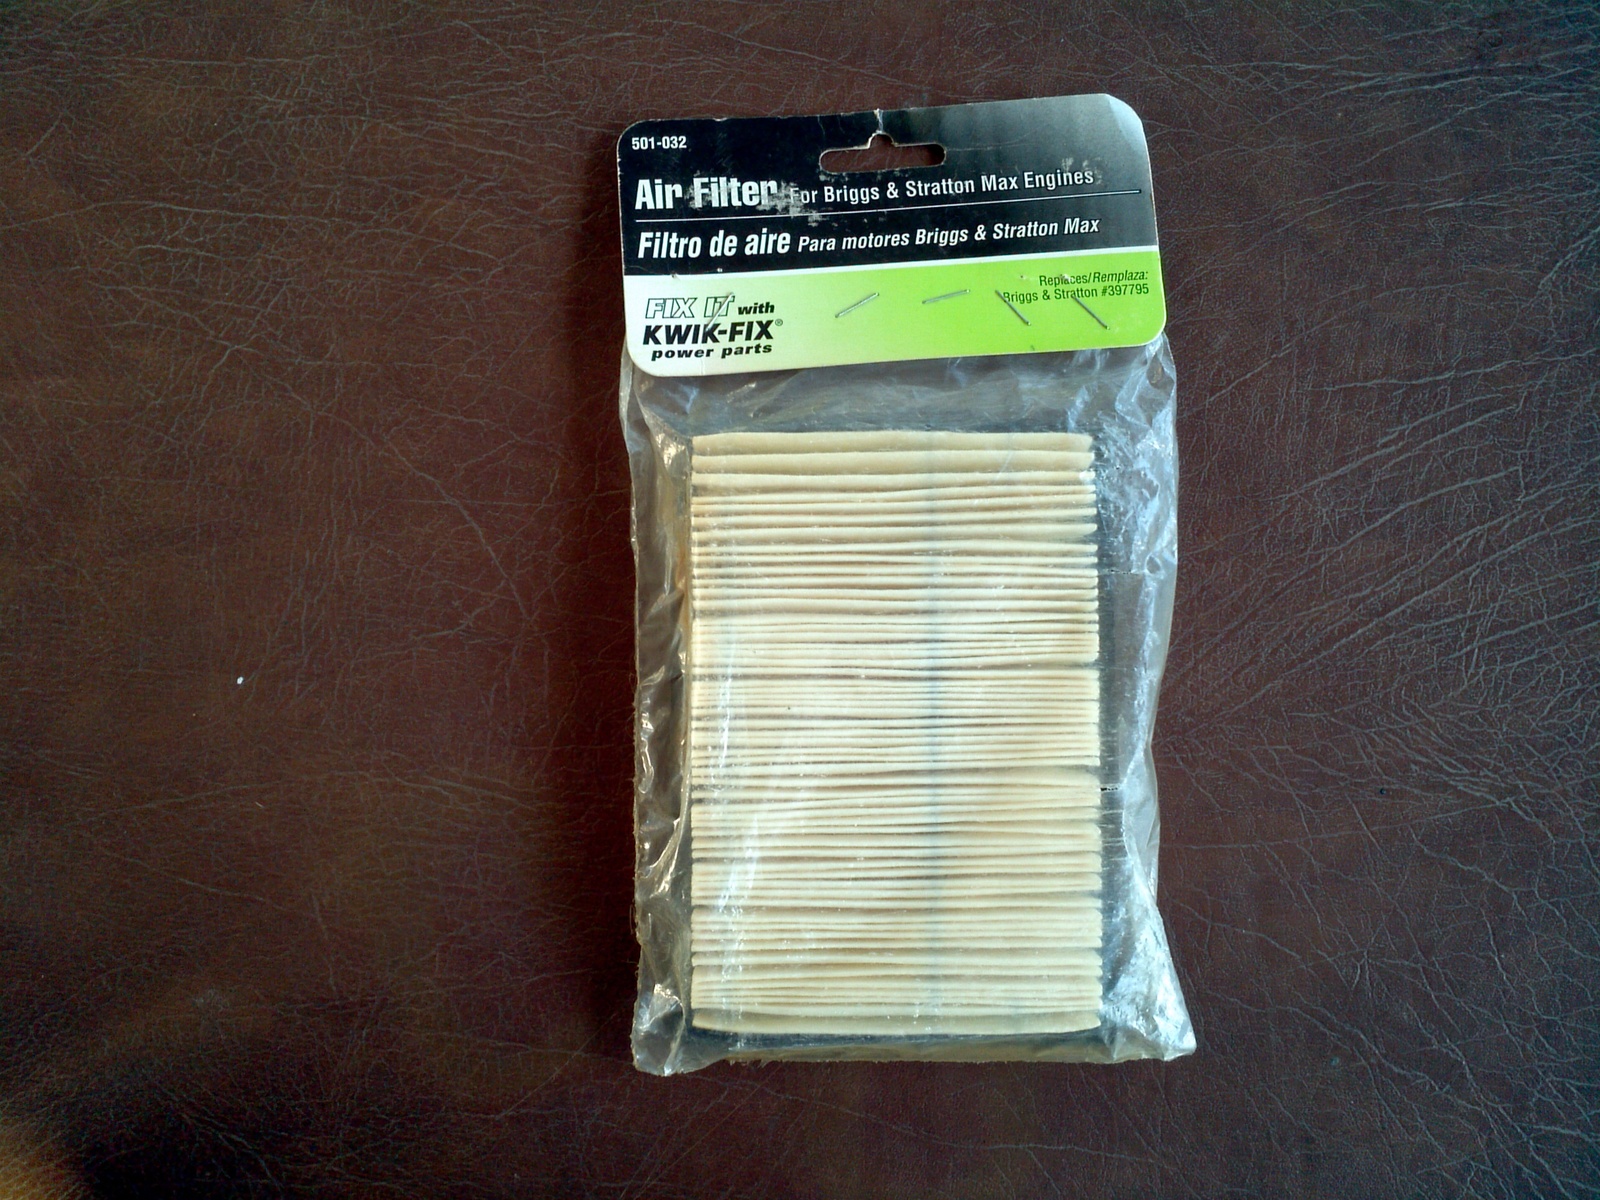 501-032
Air Filter For Briggs & Stratton Max Engines
Filtro de aire Para motores Briggs & Stratton Max
Replaces/Remplaza:
Briggs & Stratton #397795
FIX IT with
KWIK-FIX®
power parts